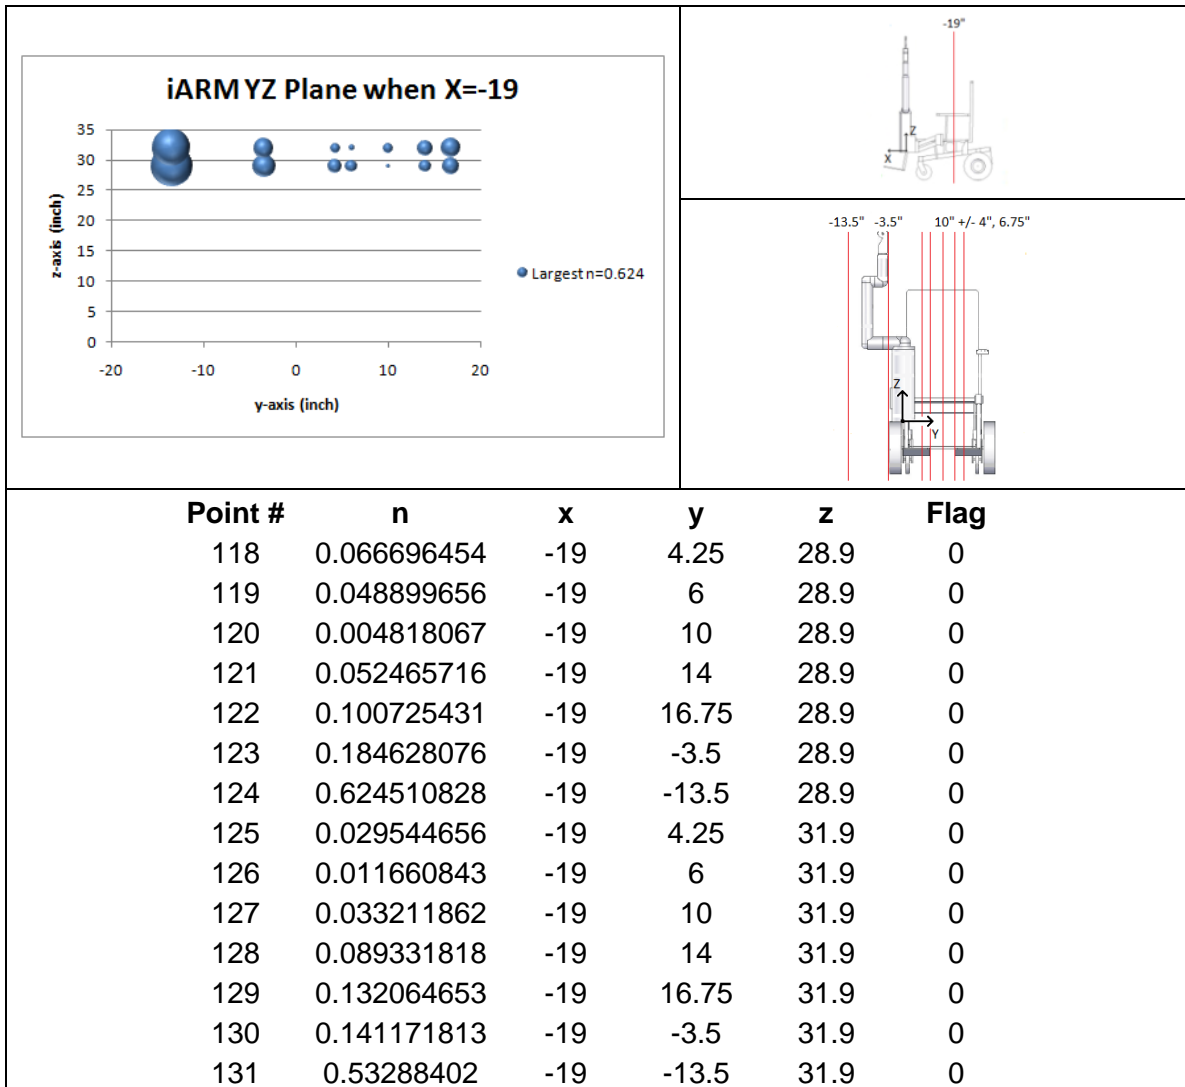 iARM YZ Plane when X=-19
35
30
25
20
15
10
5
0
z-axis (inch)
-20 -10 0 10 20
y-axis (inch)
Largest n=0.624
-19"
Z
X
-13.5" -3.5" 10" +/- 4", 6.75"
Z
Y
Point # n x y z Flag
118 0.066696454 -19 4.25 28.9 0
119 0.048899656 -19 6 28.9 0
120 0.004818067 -19 10 28.9 0
121 0.052465716 -19 14 28.9 0
122 0.100725431 -19 16.75 28.9 0
123 0.184628076 -19 -3.5 28.9 0
124 0.624510828 -19 -13.5 28.9 0
125 0.029544656 -19 4.25 31.9 0
126 0.011660843 -19 6 31.9 0
127 0.033211862 -19 10 31.9 0
128 0.089331818 -19 14 31.9 0
129 0.132064653 -19 16.75 31.9 0
130 0.141171813 -19 -3.5 31.9 0
131 0.53288402 -19 -13.5 31.9 0